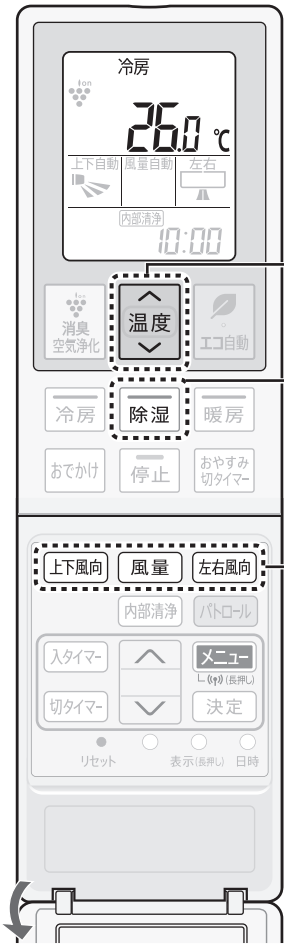 冷房
ion
26.0 ℃
上下自動 風量自動 左右
内部清浄
10:00
ion
消臭
空気浄化
温度
エコ自動
冷房 除湿 暖房
おでかけ 停止 おやすみ
切タイマー
上下風向 風量 左右風向
内部清浄 パトロール
入タイマー メニュー
(長押し)
切タイマー 決定
リセット 表示(長押し) 日時